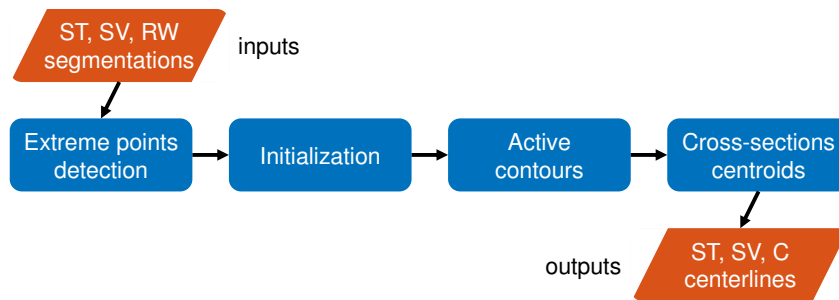 ST, SV, RW
segmentations
inputs
Extreme points
detection
Initialization
Active
contours
Cross-sections
centroids
outputs
ST, SV, C
centerlines